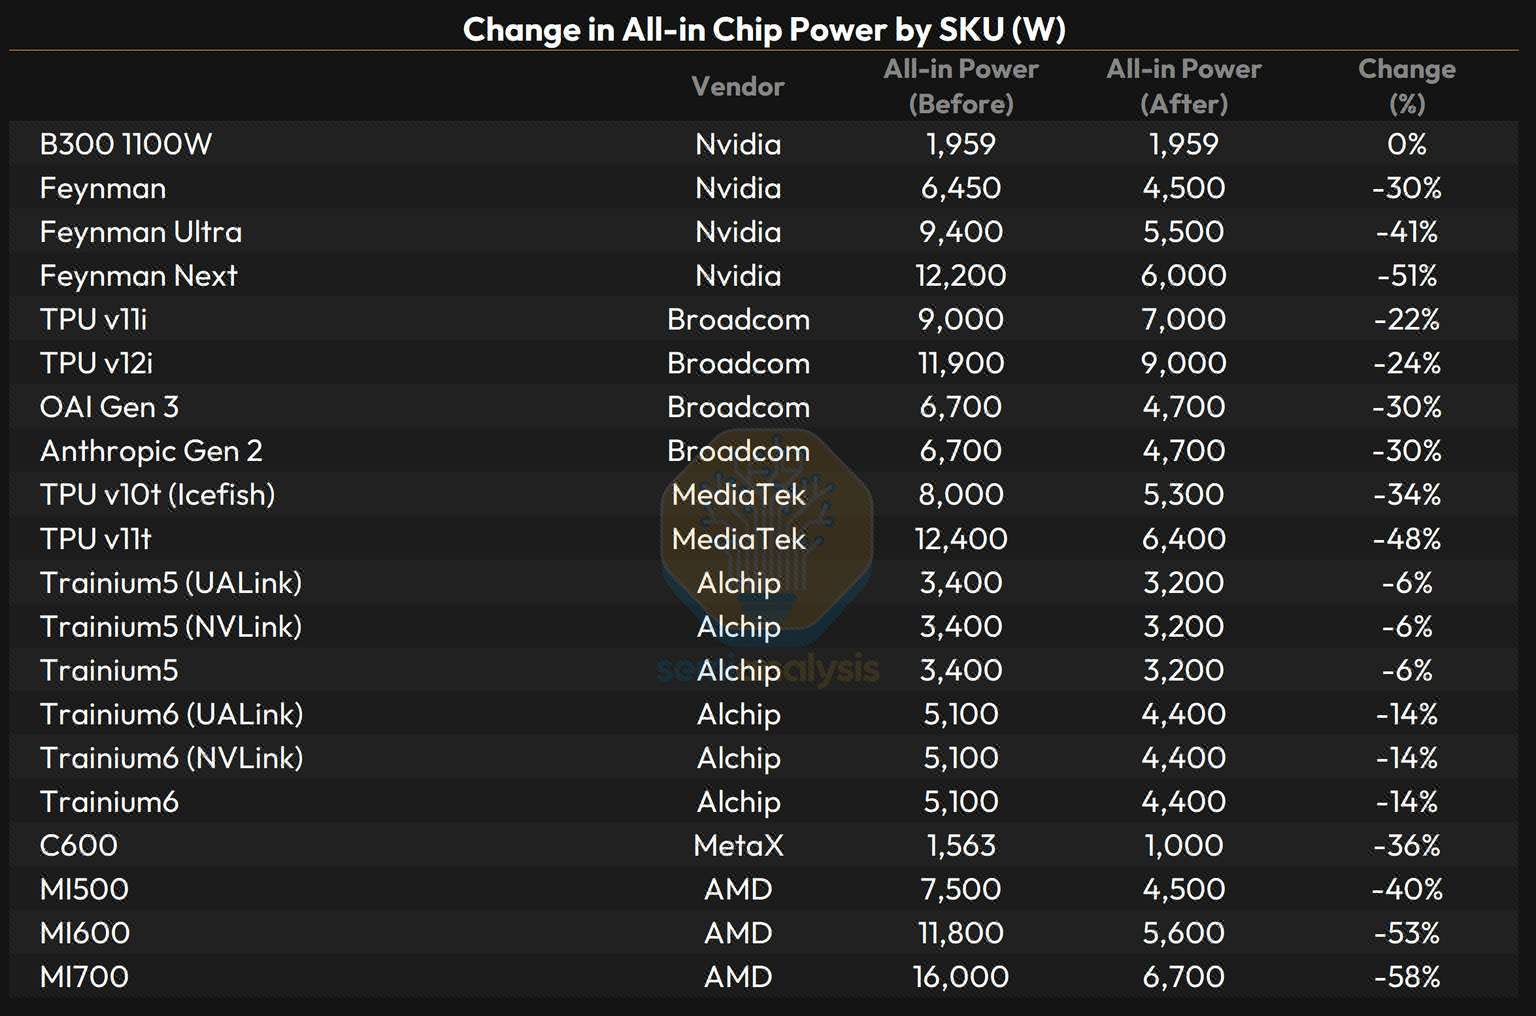 Change in All-in Chip Power by SKU (W)
Vendor All-in Power (Before) All-in Power (After) Change (%)
B300 1100W Nvidia 1,959 1,959 0%
Feynman Nvidia 6,450 4,500 -30%
Feynman Ultra Nvidia 9,400 5,500 -41%
Feynman Next Nvidia 12,200 6,000 -51%
TPU v11i Broadcom 9,000 7,000 -22%
TPU v12i Broadcom 11,900 9,000 -24%
OAI Gen 3 Broadcom 6,700 4,700 -30%
Anthropic Gen 2 Broadcom 6,700 4,700 -30%
TPU v10t (Icefish) MediaTek 8,000 5,300 -34%
TPU v11t MediaTek 12,400 6,400 -48%
Trainium5 (UALink) Alchip 3,400 3,200 -6%
Trainium5 (NVLink) Alchip 3,400 3,200 -6%
Trainium5 Alchip 3,400 3,200 -6%
Trainium6 (UALink) Alchip 5,100 4,400 -14%
Trainium6 (NVLink) Alchip 5,100 4,400 -14%
Trainium6 Alchip 5,100 4,400 -14%
C600 MetaX 1,563 1,000 -36%
MI500 AMD 7,500 4,500 -40%
MI600 AMD 11,800 5,600 -53%
MI700 AMD 16,000 6,700 -58%
semianalysis